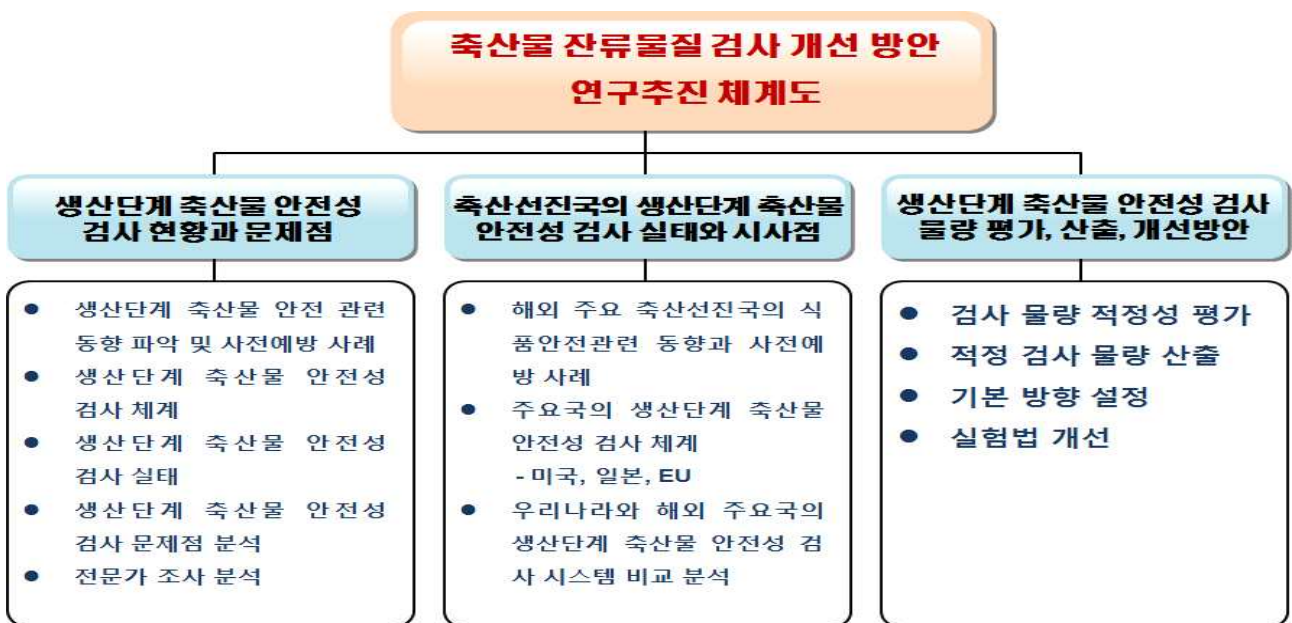 축산물 잔류물질 검사 개선 방안
연구추진 체계도
생산단계 축산물 안전성
검사 현황과 문제점
● 생산단계 축산물 안전 관련
동향 파악 및 사전예방 사례
● 생산단계 축산물 안전성
검사 체계
● 생산단계 축산물 안전성
검사 실태
● 생산단계 축산물 안전성
검사 문제점 분석
● 전문가 조사 분석
축산선진국의 생산단계 축산물
안전성 검사 실태와 시사점
● 해외 주요 축산선진국의 식
품안전관련 동향과 사전예
방 사례
● 주요국의 생산단계 축산물
안전성 검사 체계
- 미국, 일본, EU
● 우리나라와 해외 주요국의
생산단계 축산물 안전성 검
사 시스템 비교 분석
생산단계 축산물 안전성 검사
물량 평가, 산출, 개선방안
● 검사 물량 적정성 평가
● 적정 검사 물량 산출
● 기본 방향 설정
● 실험법 개선